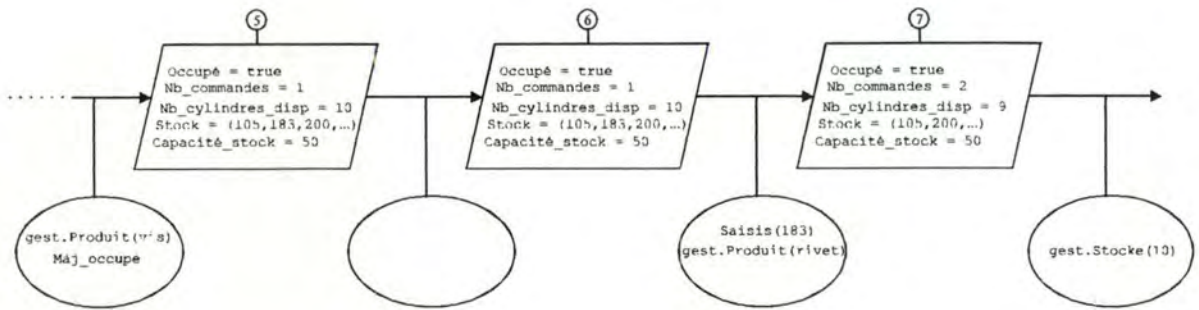 5
Occupé = true
Nb_commandes = 1
Nb_cylindres_disp = 10
Stock = (105,183,200,...)
Capacité_stock = 50
6
Occupé = true
Nb_commandes = 1
Nb_cylindres_disp = 10
Stock = (105,183,200,...)
Capacité_stock = 50
7
Occupé = true
Nb_commandes = 2
Nb_cylindres_disp = 9
Stock = (105,200,...)
Capacité_stock = 50
gest.Produit(vis)
Màj_occupé
Saisis(183)
gest.Produit(rivet)
gest.Stocke(10)